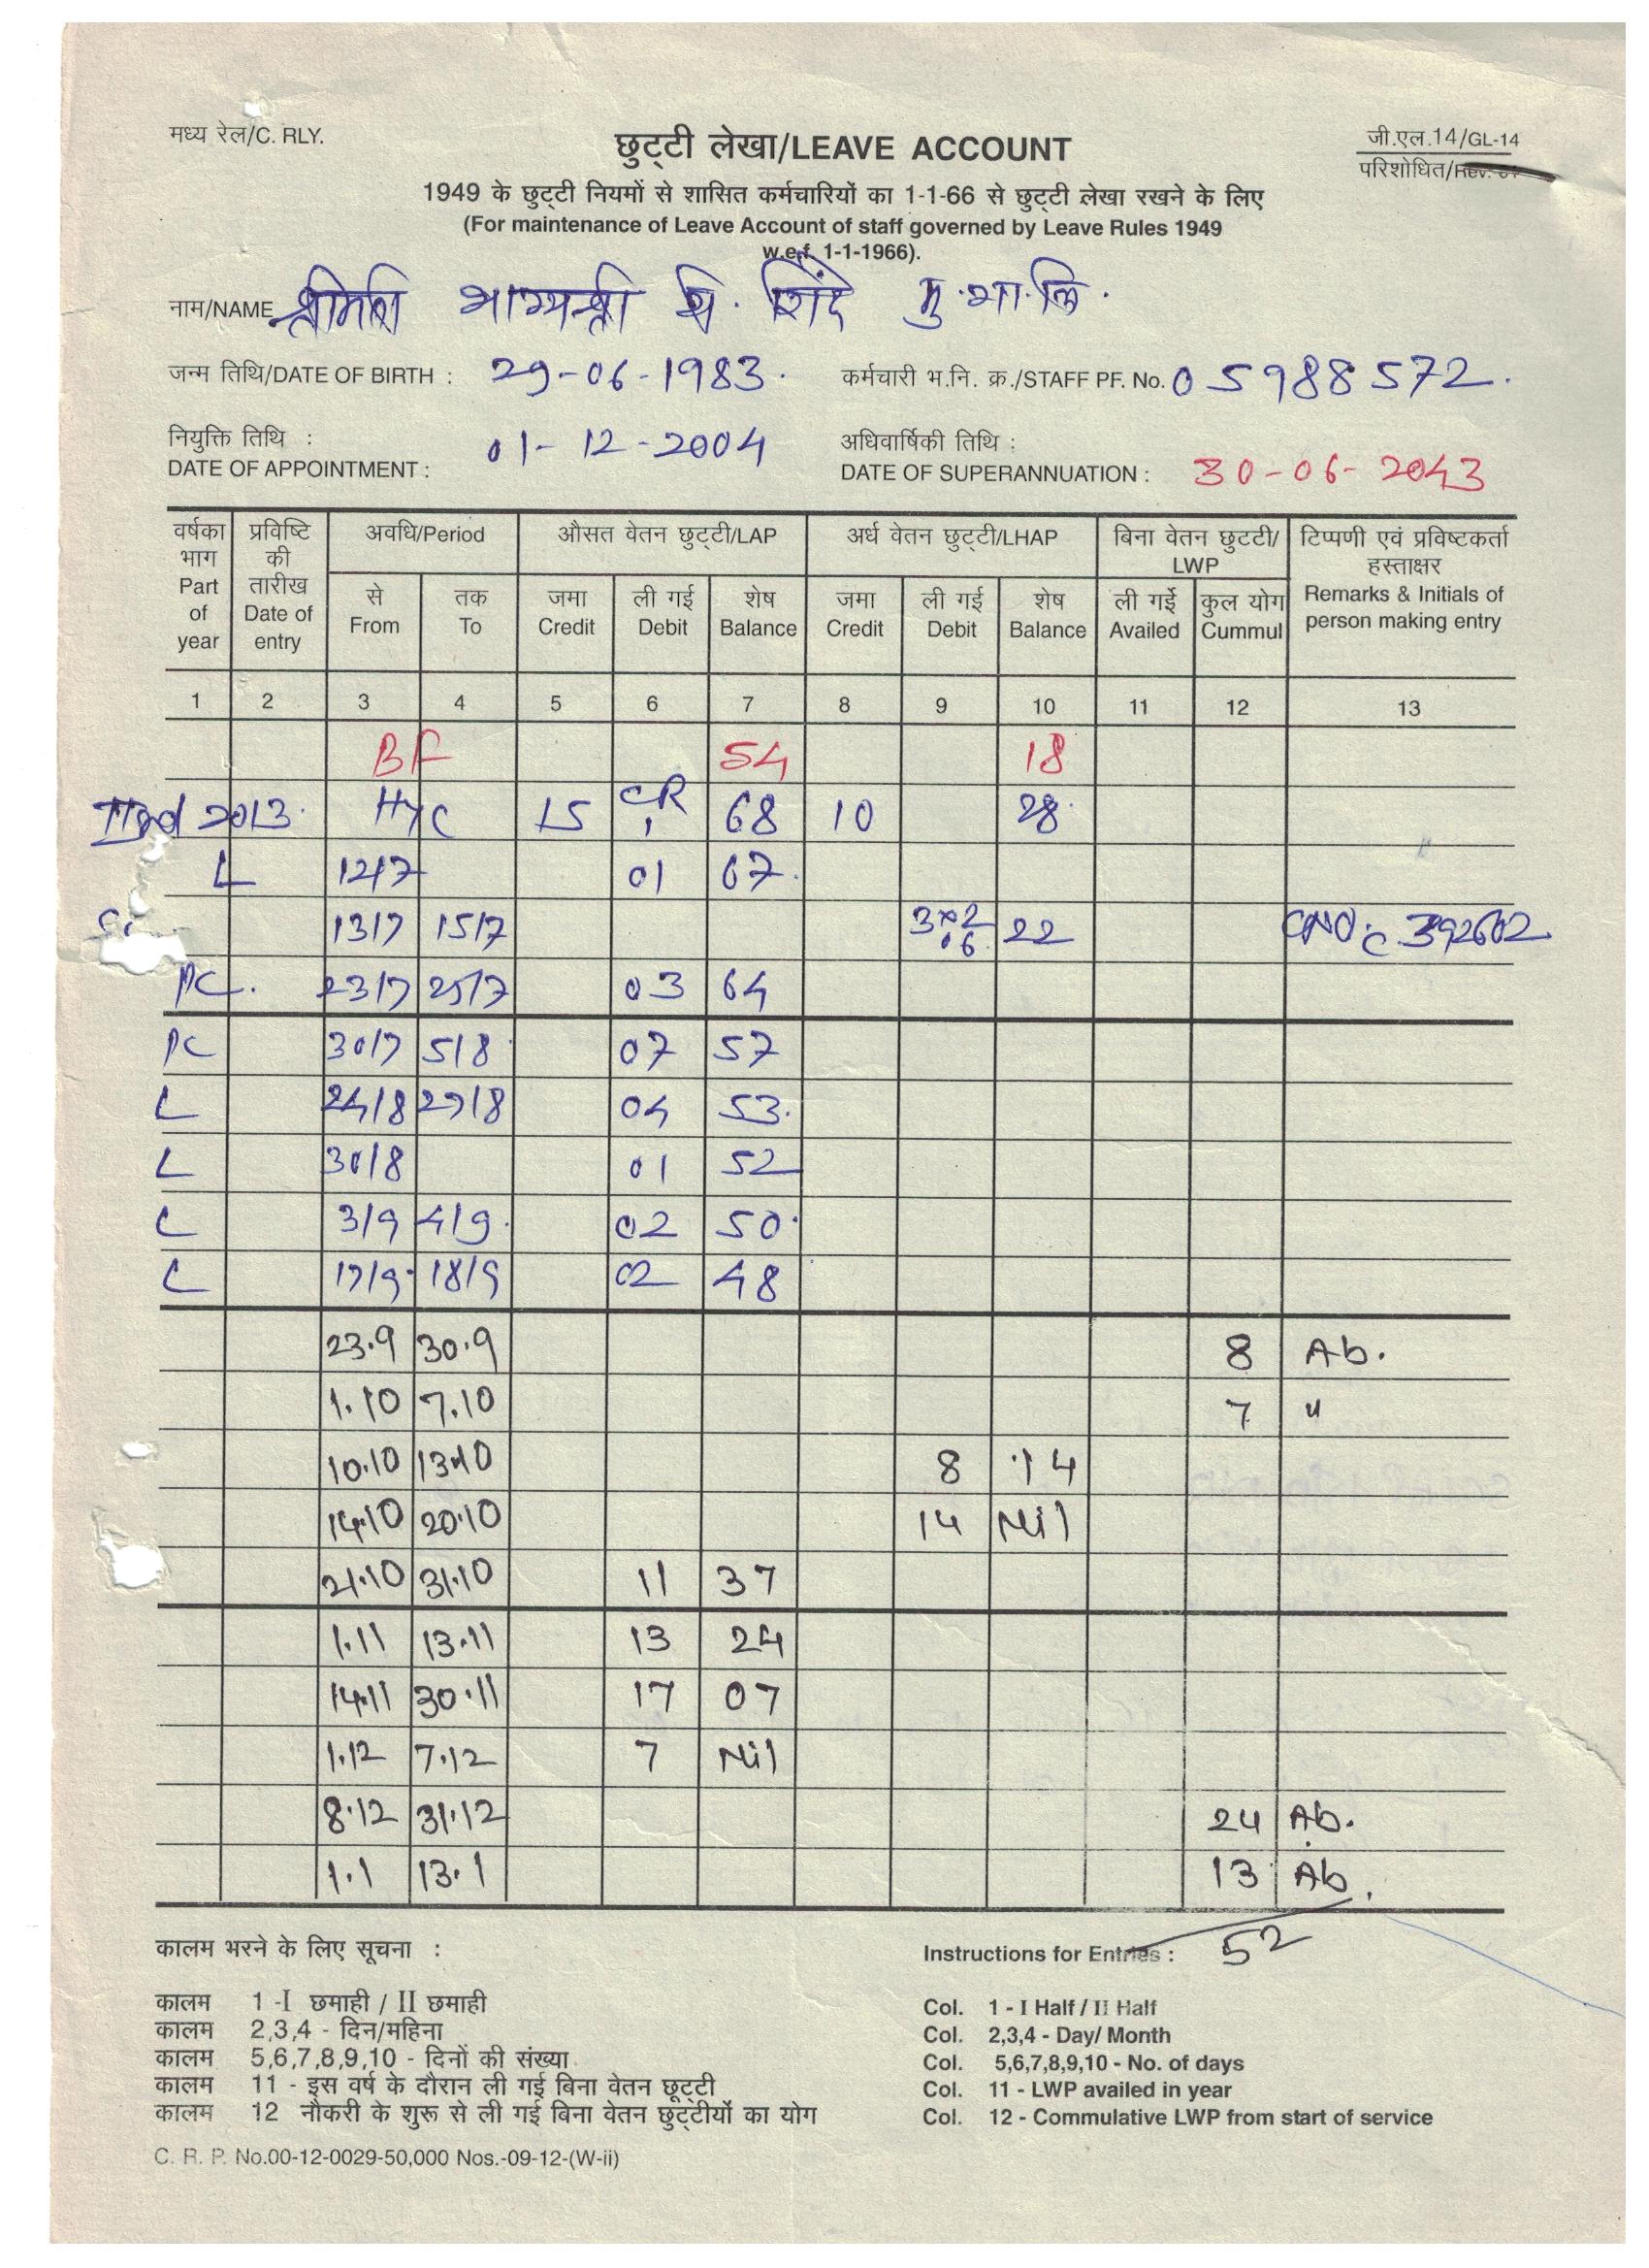 मध्य रेल/C. RLY.
छुट्टी लेखा/LEAVE ACCOUNT
जी.एल.14/GL-14
परिशोधित/Rev. 01
1949 के छुट्टी नियमों से शासित कर्मचारियों का 1-1-66 से छुट्टी लेखा रखने के लिए
(For maintenance of Leave Account of staff governed by Leave Rules 1949
w.e.f. 1-1-1966).
नाम/NAME श्रीमती भाग्यश्री शिंदे मु.भा.लि.
जन्म तिथि/DATE OF BIRTH : 29-06-1983. कर्मचारी भ.नि. क्र./STAFF PF. No. 05988572.
नियुक्ति तिथि : अधिवार्षिकी तिथि :
DATE OF APPOINTMENT : 01-12-2004 DATE OF SUPERANNUATION : 30-06-2043
वर्षका भाग Part of year
प्रविष्टि की तारीख Date of entry
अवधि/Period
औसत वेतन छुट्टी/LAP
अर्ध वेतन छुट्टी/LHAP
बिना वेतन छुटटी/ LWP
टिप्पणी एवं प्रविष्टकर्ता हस्ताक्षर Remarks & Initials of person making entry
से From
तक To
जमा Credit
ली गई Debit
शेष Balance
जमा Credit
ली गई Debit
शेष Balance
ली गई Availed
कुल योग Cummul
1 2 3 4 5 6 7 8 9 10 11 12 13
BF 54 18
IInd 2013. H/C 15 CR 1 68 10 28.
L 12/7 01 67.
13/7 15/7 3×2 06 22 C 392602
PC. 23/7 25/7 03 64
PC 30/7 5/8 07 57
L 24/8 27/8 04 53.
L 30/8 01 52
C 3/9 4/9. 02 50.
C 17/9 18/9 02 48
23.9 30.9 8 Ab.
1.10 7.10 7 "
10.10 13.10 8 14
14.10 20.10 14 Nil
21.10 31.10 11 37
1.11 13.11 13 24
14.11 30.11 17 07
1.12 7.12 7 Nil
8.12 31.12 24 Ab.
1.1 13.1 13 Ab.
52
कालम भरने के लिए सूचना : Instructions for Entries :
कालम 1 -I छमाही / II छमाही Col. 1 - I Half / II Half
कालम 2,3,4 - दिन/महिना Col. 2,3,4 - Day/ Month
कालम 5,6,7,8,9,10 - दिनों की संख्या Col. 5,6,7,8,9,10 - No. of days
कालम 11 - इस वर्ष के दौरान ली गई बिना वेतन छूट्टी Col. 11 - LWP availed in year
कालम 12 नौकरी के शुरू से ली गई बिना वेतन छुट्टीयों का योग Col. 12 - Commulative LWP from start of service
C. R. P. No.00-12-0029-50,000 Nos.-09-12-(W-ii)